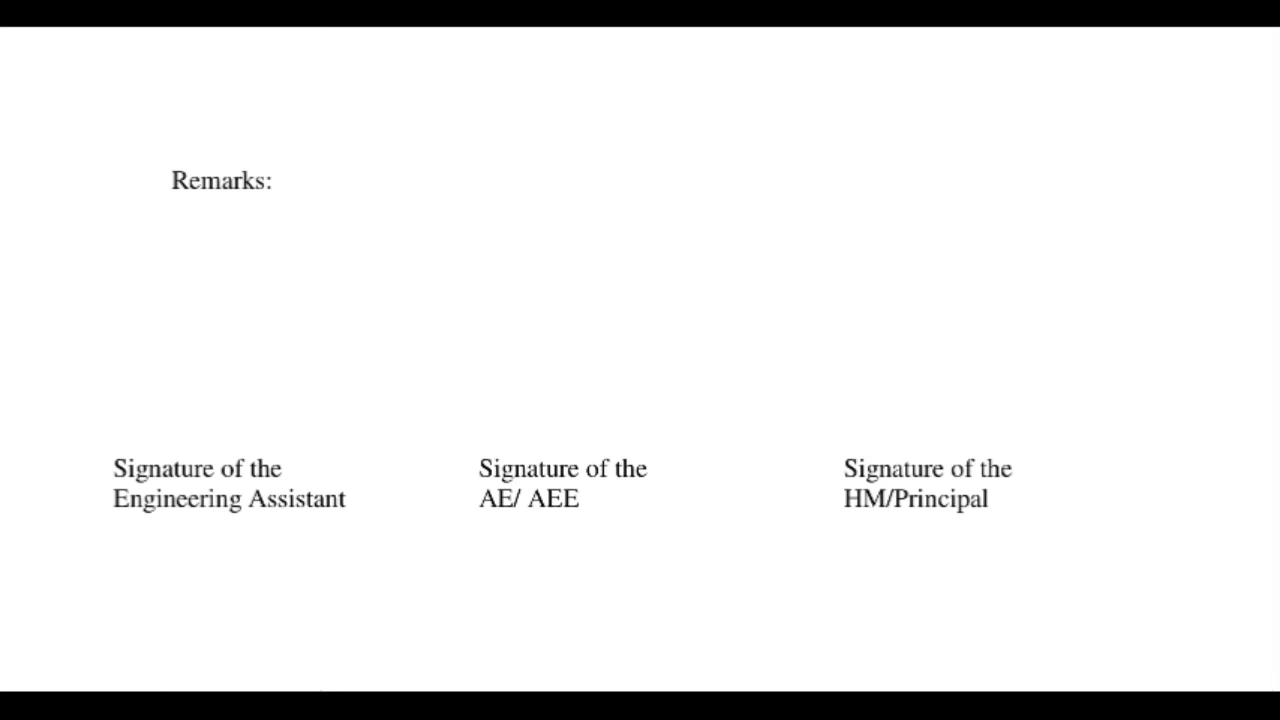 Remarks:
Signature of the
Engineering Assistant
Signature of the
AE/ AEE
Signature of the
HM/Principal